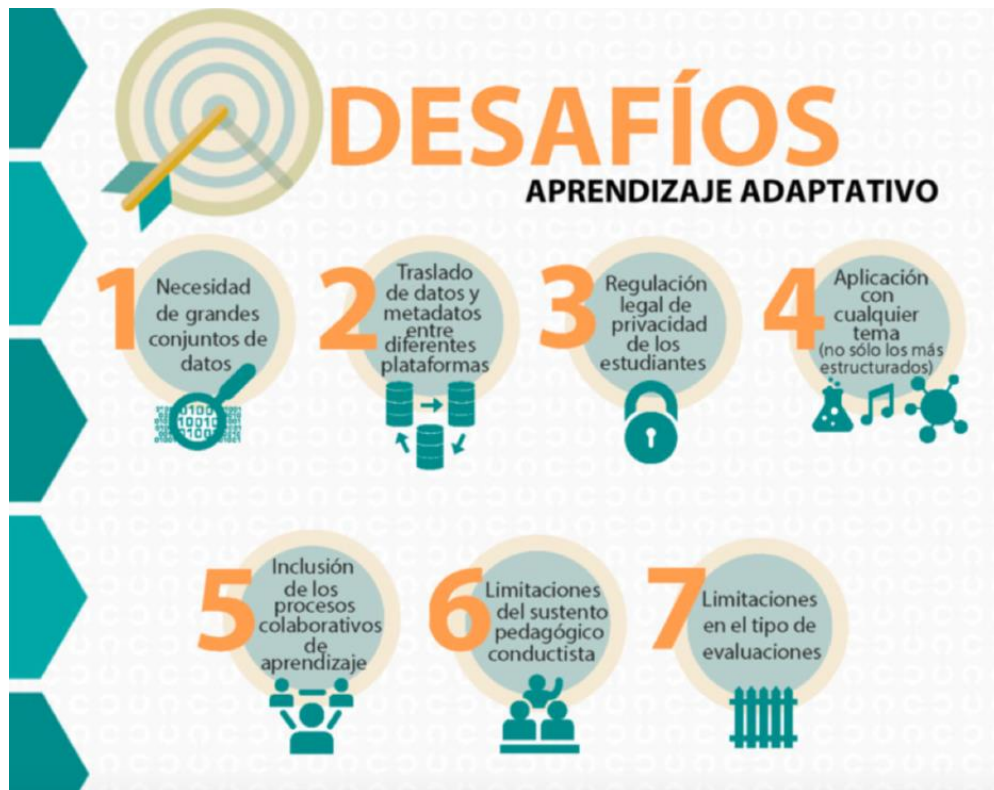 DESAFÍOS
APRENDIZAJE ADAPTATIVO
1
Necesidad
de grandes
conjuntos de
datos
2
Traslado
de datos y
metadatos
entre
diferentes
plataformas
3
Regulación
legal de
privacidad
de los
estudiantes
4
Aplicación
con
cualquier
tema
(no sólo los más
estructurados)
5
Inclusión
de los
procesos
colaborativos
de
aprendizaje
6
Limitaciones
del sustento
pedagógico
conductista
7
Limitaciones
en el tipo de
evaluaciones